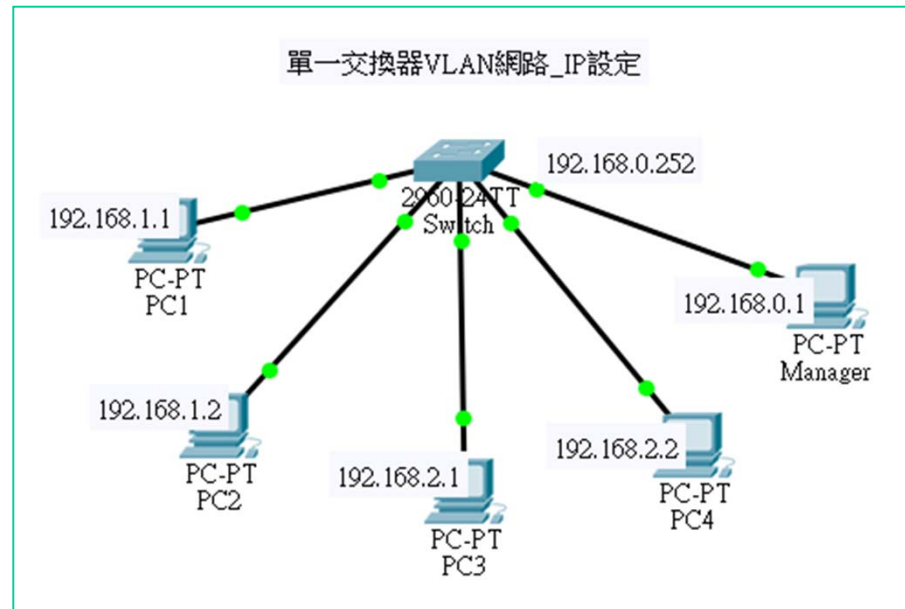 單一交換器VLAN網路_IP設定
192.168.0.252
2960-24TT
Switch
192.168.1.1
PC-PT
PC1
192.168.0.1
PC-PT
Manager
192.168.1.2
PC-PT
PC2
192.168.2.1
PC-PT
PC3
192.168.2.2
PC-PT
PC4